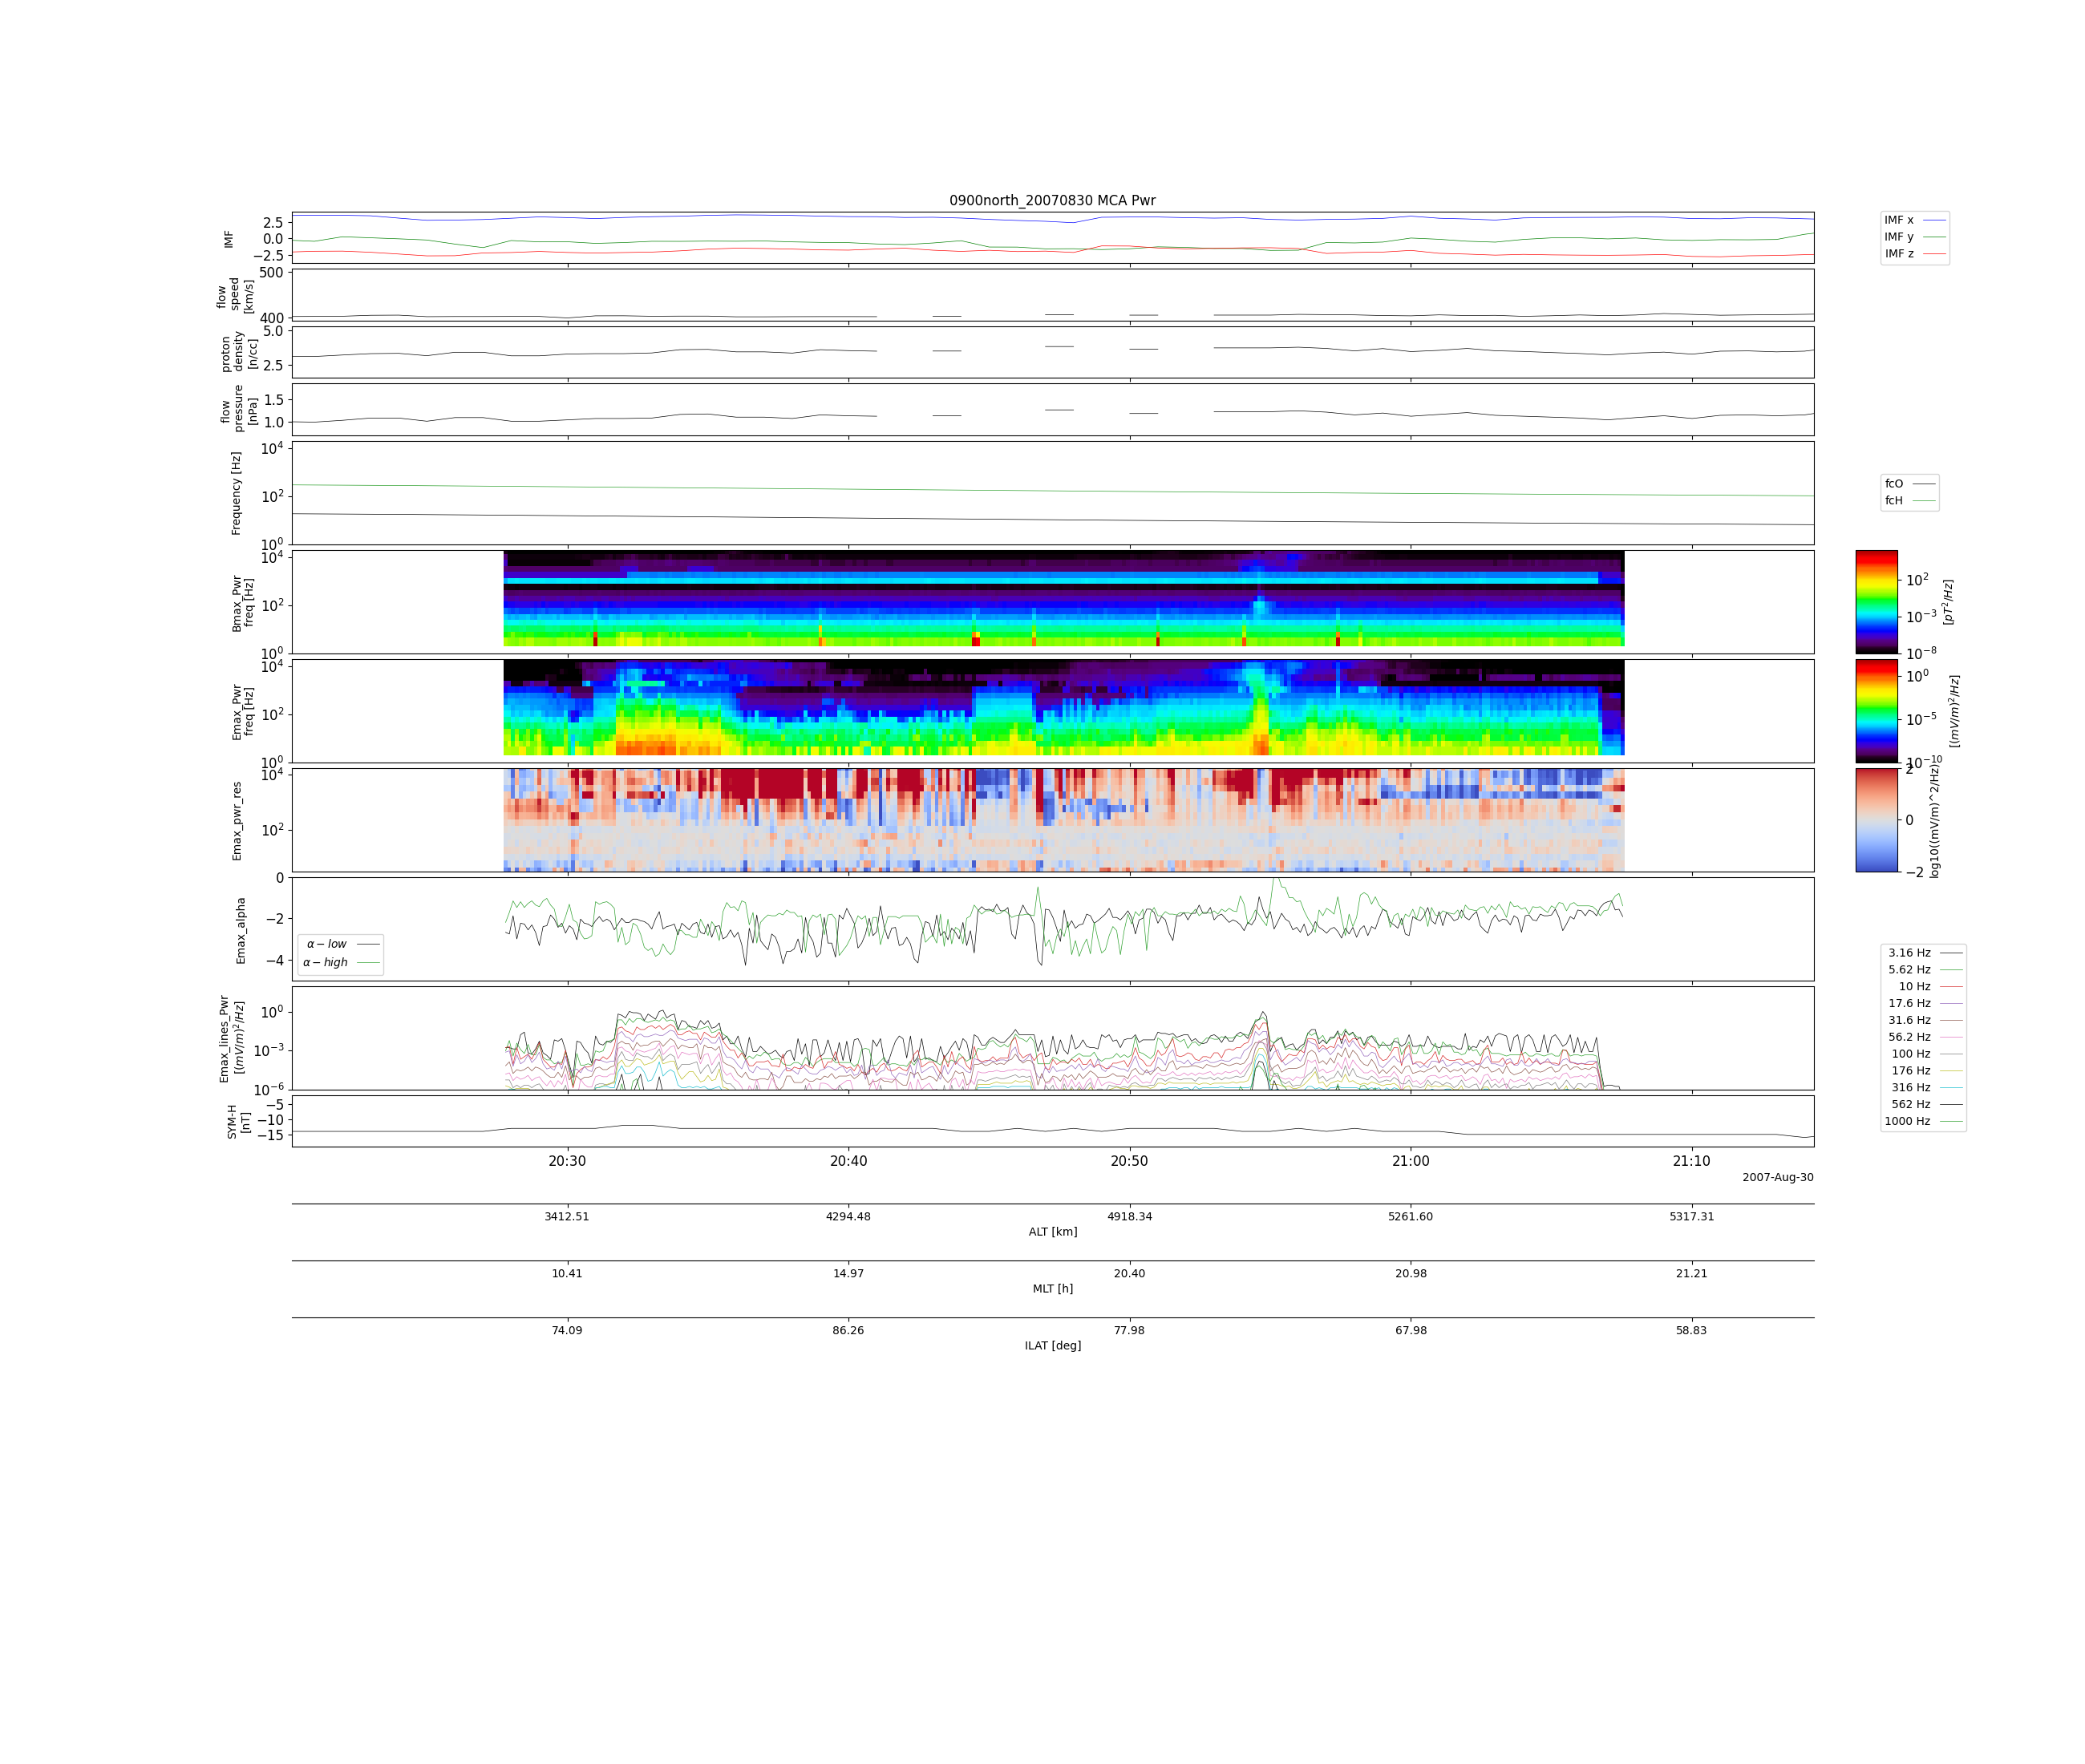 0900north_20070830 MCA Pwr
IMF
2.5
0.0
−2.5
IMF x
IMF y
IMF z
flow
speed
[km/s]
500
400
proton
density
[n/cc]
5.0
2.5
flow
pressure
[nPa]
1.5
1.0
Frequency [Hz]
10^4
10^2
10^0
fcO
fcH
Bmax_Pwr
freq [Hz]
10^4
10^2
10^0
10^2
10^−3
10^−8
[pT^2/Hz]
Emax_Pwr
freq [Hz]
10^4
10^2
10^0
10^0
10^−5
10^−10
[(mV/m)^2/Hz]
Emax_pwr_res
10^4
10^2
2
0
−2
log10((mV/m)^2/Hz)
Emax_alpha
0
−2
−4
α − low
α − high
Emax_lines_Pwr
[(mV/m)^2/Hz]
10^0
10^−3
10^−6
3.16 Hz
5.62 Hz
10 Hz
17.6 Hz
31.6 Hz
56.2 Hz
100 Hz
176 Hz
316 Hz
562 Hz
1000 Hz
SYM-H
[nT]
−5
−10
−15
20:30 20:40 20:50 21:00 21:10
2007-Aug-30
3412.51 4294.48 4918.34 5261.60 5317.31
ALT [km]
10.41 14.97 20.40 20.98 21.21
MLT [h]
74.09 86.26 77.98 67.98 58.83
ILAT [deg]